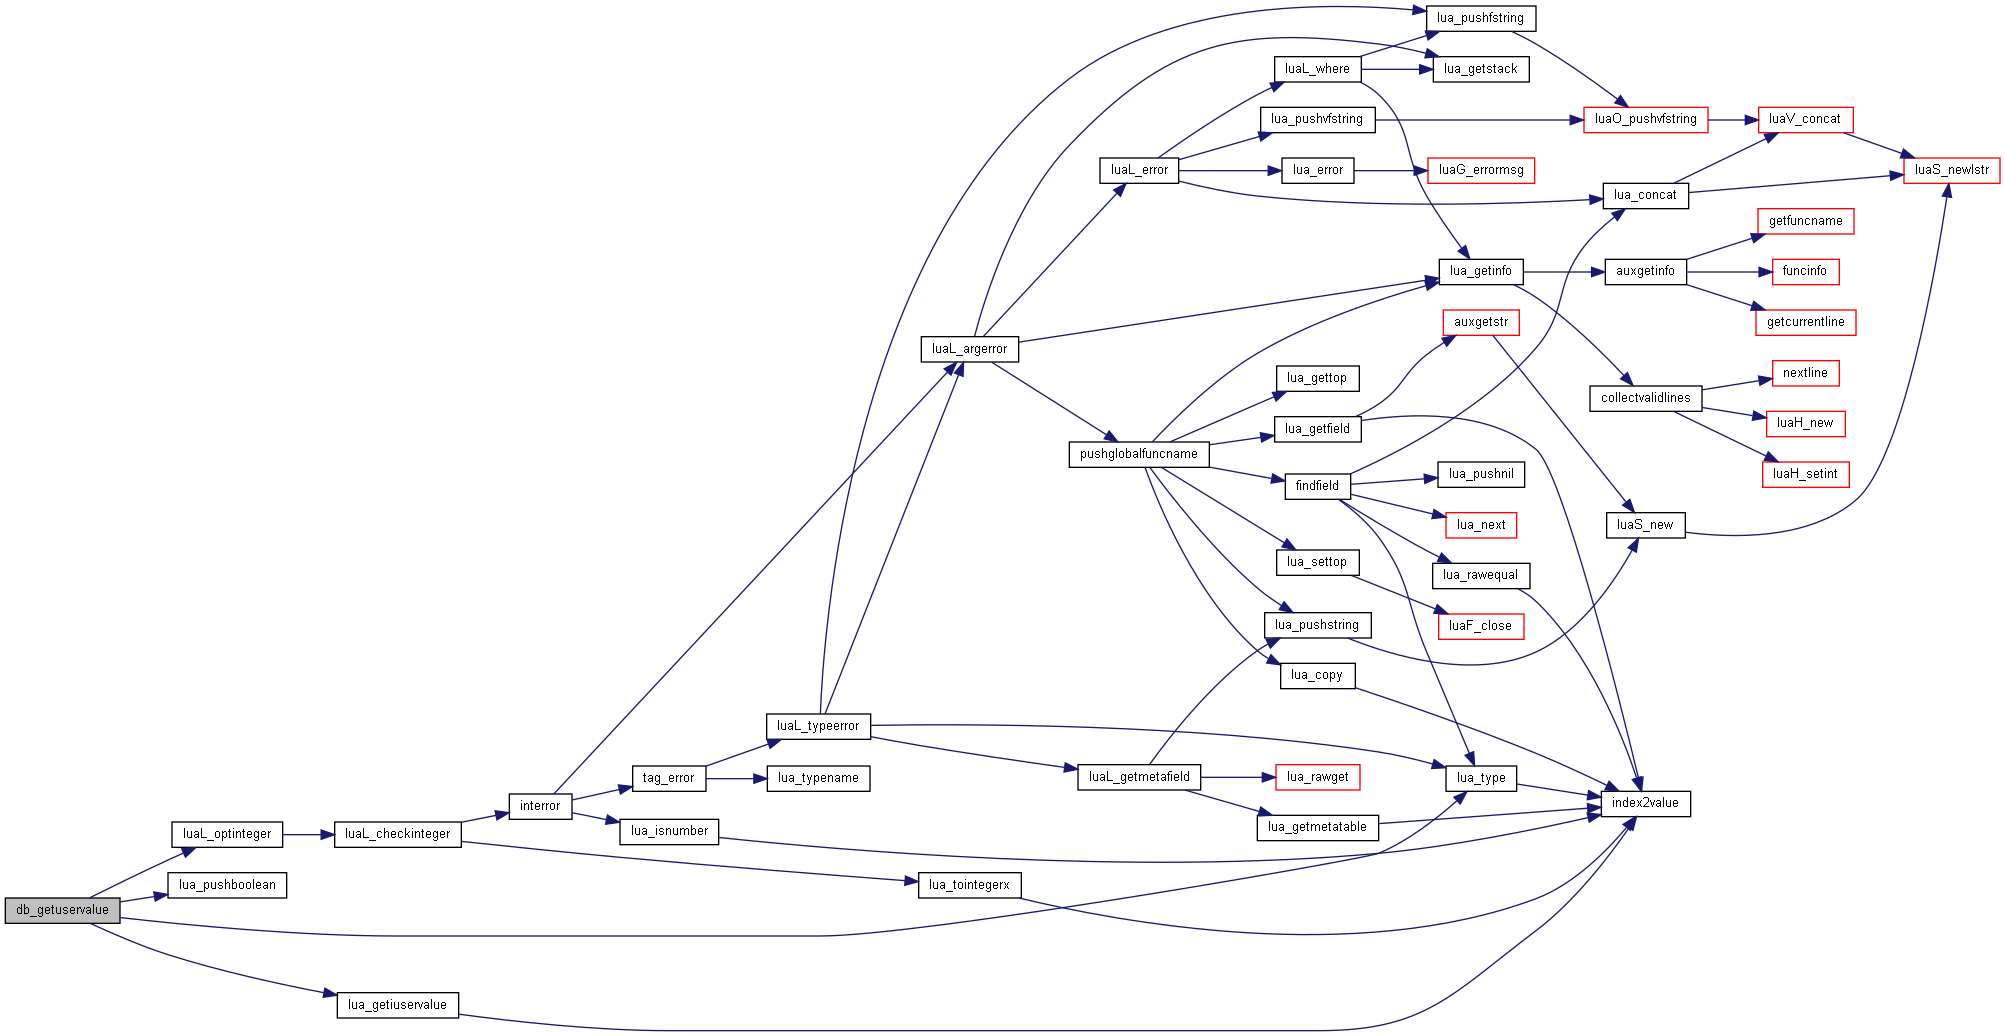 lua_pushfstring
luaL_where
lua_getstack
lua_pushvfstring
luaO_pushvfstring
luaV_concat
luaL_error
lua_error
luaG_errormsg
luaS_newlstr
lua_concat
getfuncname
lua_getinfo
auxgetinfo
funcinfo
auxgetstr
getcurrentline
luaL_argerror
lua_gettop
nextline
collectvalidlines
lua_getfield
luaH_new
pushglobalfuncname
findfield
lua_pushnil
luaH_setint
lua_next
luaS_new
lua_settop
lua_rawequal
lua_pushstring
luaF_close
lua_copy
luaL_typeerror
tag_error
lua_typename
luaL_getmetafield
lua_rawget
lua_type
interror
index2value
luaL_optinteger
luaL_checkinteger
lua_isnumber
lua_getmetatable
lua_pushboolean
lua_tointegerx
db_getuservalue
lua_getiuservalue